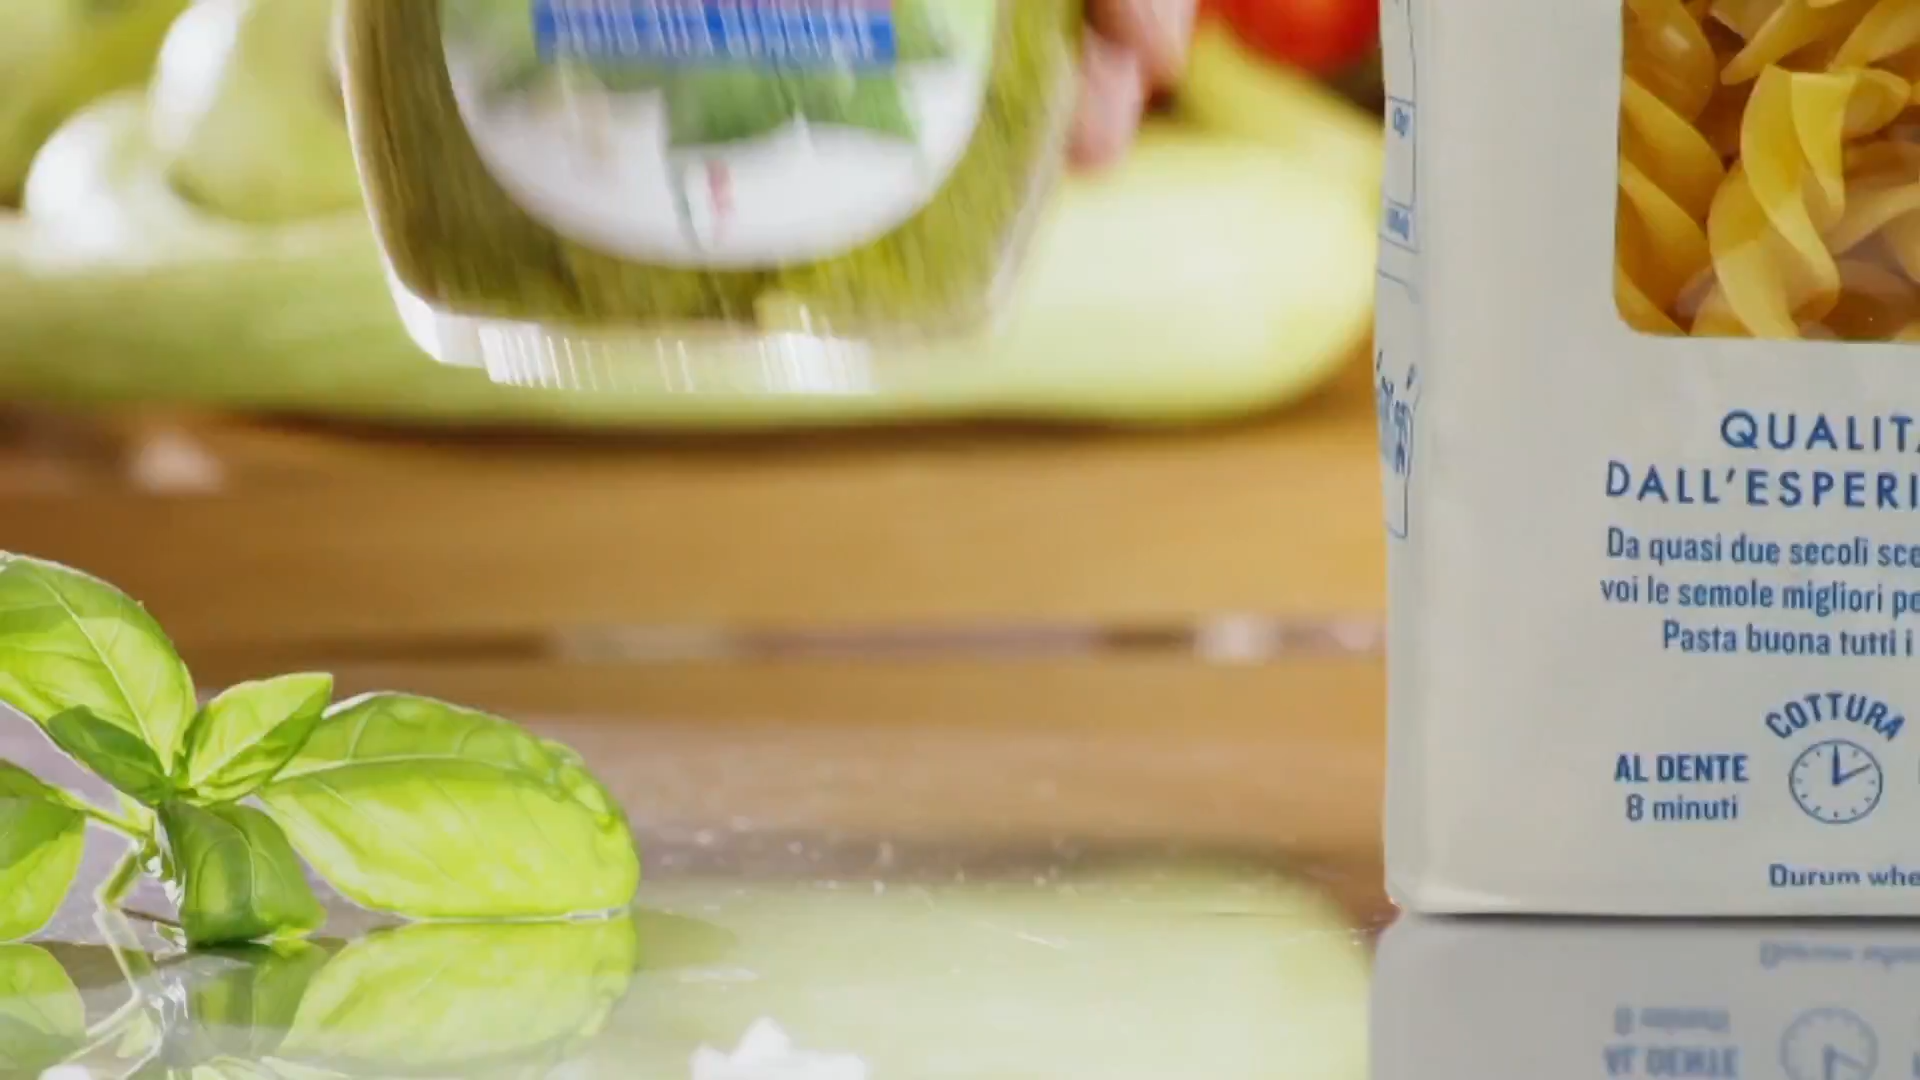 QUALITA
DALL'ESPERI
Da quasi due secoli sce
voi le semole migliori pe
Pasta buona tutti i
COTTURA
AL DENTE
8 minuti
Durum whe